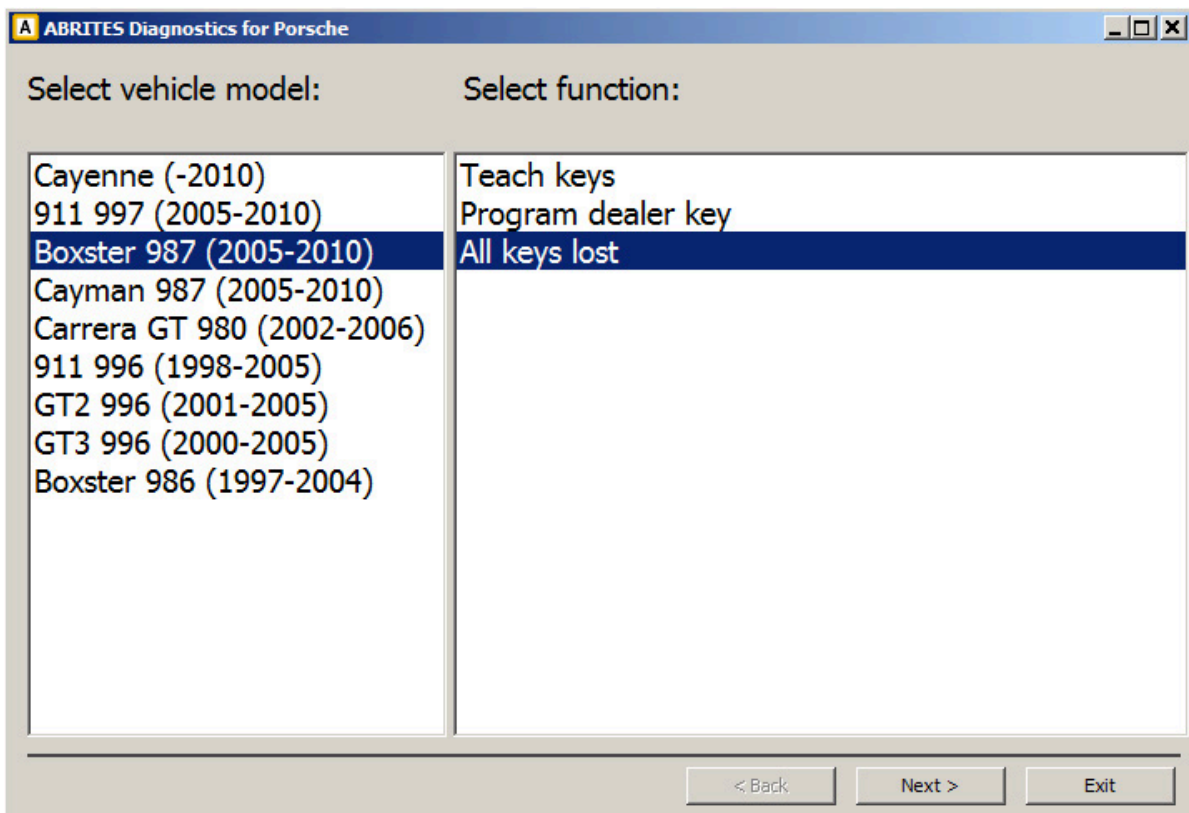 A ABRITES Diagnostics for Porsche
Select vehicle model:
Select function:
Cayenne (-2010)
911 997 (2005-2010)
Boxster 987 (2005-2010)
Cayman 987 (2005-2010)
Carrera GT 980 (2002-2006)
911 996 (1998-2005)
GT2 996 (2001-2005)
GT3 996 (2000-2005)
Boxster 986 (1997-2004)
Teach keys
Program dealer key
All keys lost
< Back
Next >
Exit